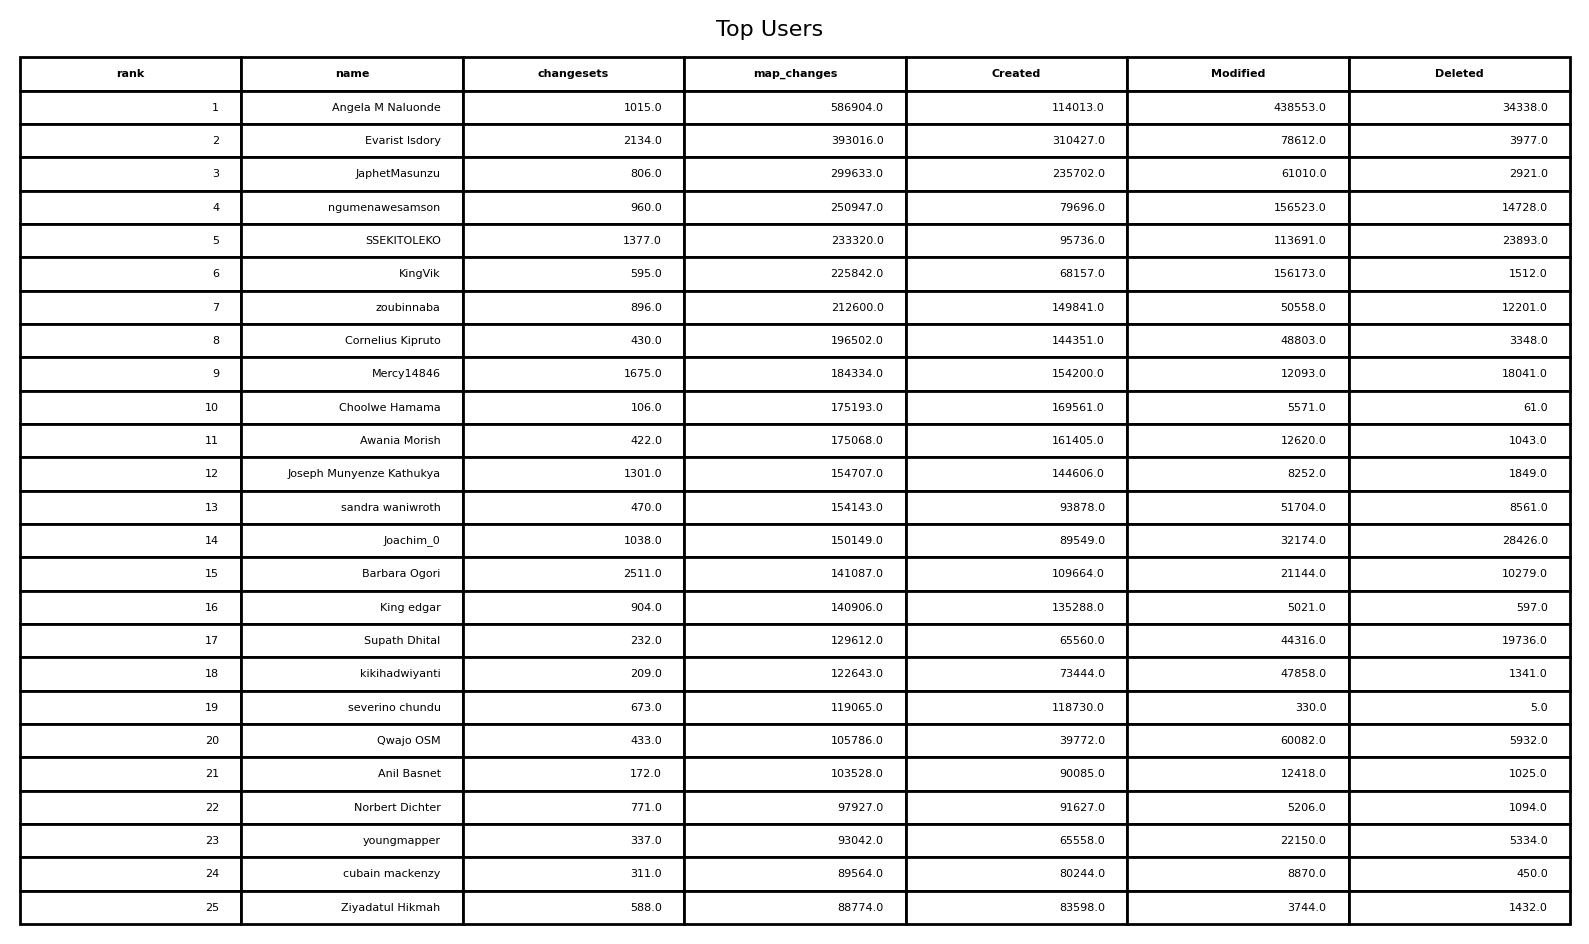 Top Users
rank name changesets map_changes Created Modified Deleted
1 Angela M Naluonde 1015.0 586904.0 114013.0 438553.0 34338.0
2 Evarist Isdory 2134.0 393016.0 310427.0 78612.0 3977.0
3 JaphetMasunzu 806.0 299633.0 235702.0 61010.0 2921.0
4 ngumenawesamson 960.0 250947.0 79696.0 156523.0 14728.0
5 SSEKITOLEKO 1377.0 233320.0 95736.0 113691.0 23893.0
6 KingVik 595.0 225842.0 68157.0 156173.0 1512.0
7 zoubinnaba 896.0 212600.0 149841.0 50558.0 12201.0
8 Cornelius Kipruto 430.0 196502.0 144351.0 48803.0 3348.0
9 Mercy14846 1675.0 184334.0 154200.0 12093.0 18041.0
10 Choolwe Hamama 106.0 175193.0 169561.0 5571.0 61.0
11 Awania Morish 422.0 175068.0 161405.0 12620.0 1043.0
12 Joseph Munyenze Kathukya 1301.0 154707.0 144606.0 8252.0 1849.0
13 sandra waniwroth 470.0 154143.0 93878.0 51704.0 8561.0
14 Joachim_0 1038.0 150149.0 89549.0 32174.0 28426.0
15 Barbara Ogori 2511.0 141087.0 109664.0 21144.0 10279.0
16 King edgar 904.0 140906.0 135288.0 5021.0 597.0
17 Supath Dhital 232.0 129612.0 65560.0 44316.0 19736.0
18 kikihadwiyanti 209.0 122643.0 73444.0 47858.0 1341.0
19 severino chundu 673.0 119065.0 118730.0 330.0 5.0
20 Qwajo OSM 433.0 105786.0 39772.0 60082.0 5932.0
21 Anil Basnet 172.0 103528.0 90085.0 12418.0 1025.0
22 Norbert Dichter 771.0 97927.0 91627.0 5206.0 1094.0
23 youngmapper 337.0 93042.0 65558.0 22150.0 5334.0
24 cubain mackenzy 311.0 89564.0 80244.0 8870.0 450.0
25 Ziyadatul Hikmah 588.0 88774.0 83598.0 3744.0 1432.0